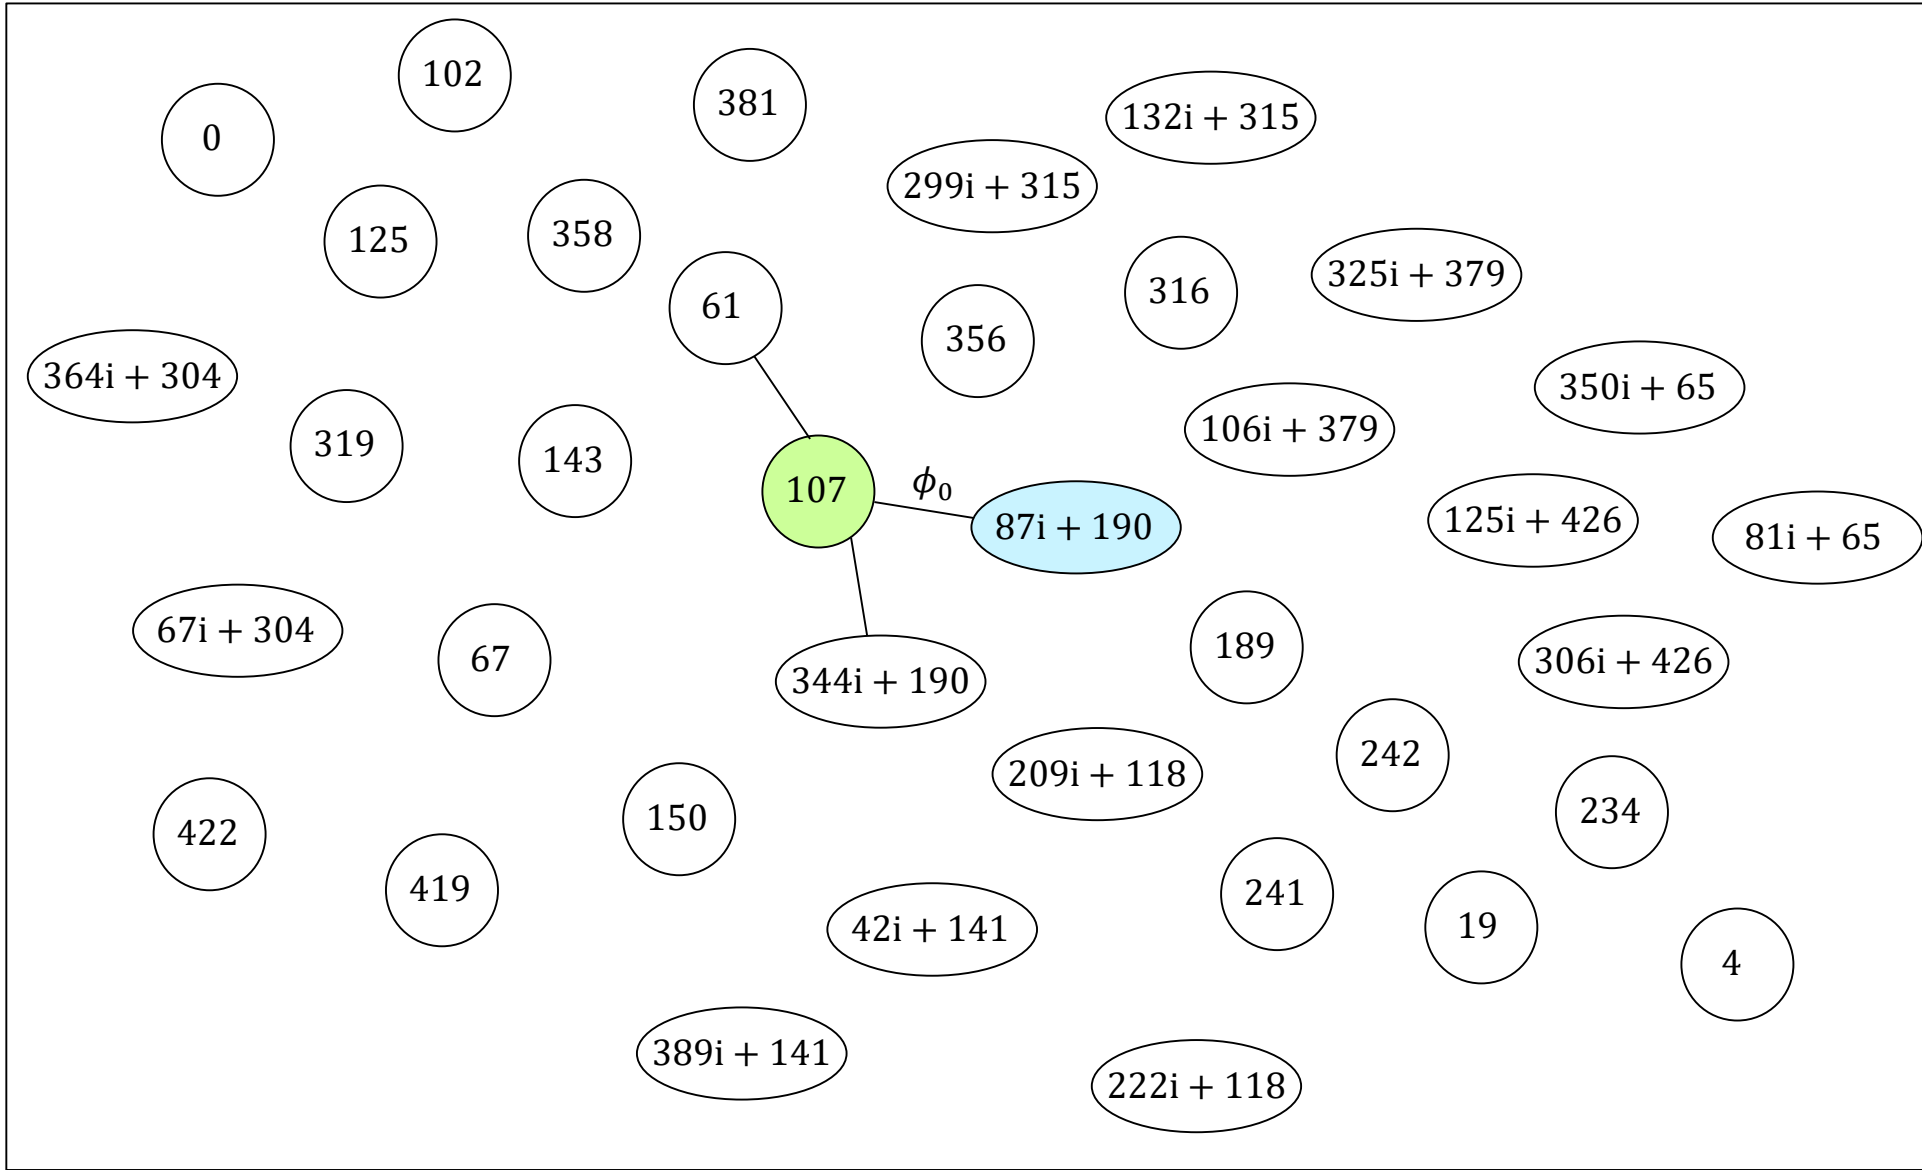 102
381
132i + 315
0
299i + 315
125
358
325i + 379
61
316
356
364i + 304
350i + 65
106i + 379
319
143
107
ϕ₀
87i + 190
125i + 426
81i + 65
67i + 304
67
189
306i + 426
344i + 190
242
209i + 118
234
422
150
419
241
42i + 141
19
4
389i + 141
222i + 118